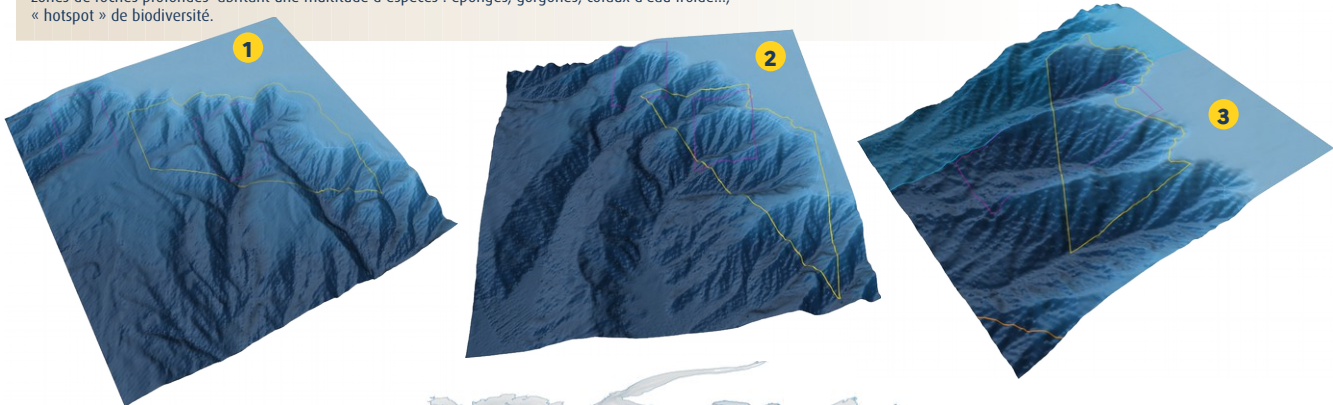 zones de roches profondes abritant une multitude d'espèces : éponges, gorgones, coraux d'eau froide...,
« hotspot » de biodiversité.
1
2
3